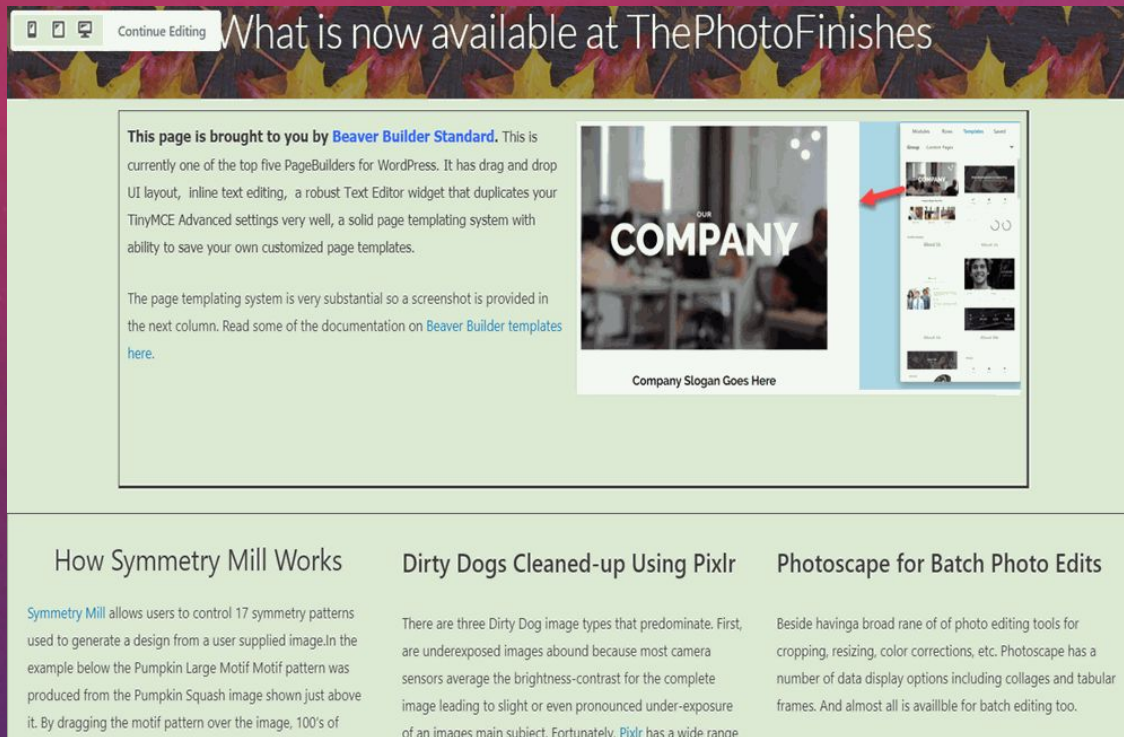 Continue Editing
What is now available at ThePhotoFinishes
This page is brought to you by Beaver Builder Standard. This is
currently one of the top five PageBuilders for WordPress. It has drag and drop
UI layout, inline text editing, a robust Text Editor widget that duplicates your
TinyMCE Advanced settings very well, a solid page templating system with
ability to save your own customized page templates.
The page templating system is very substantial so a screenshot is provided in
the next column. Read some of the documentation on Beaver Builder templates
here.
OUR
COMPANY
Company Slogan Goes Here
Modules Rows Templates Saved
Group Content Pages
COMPANY
About Us
About Us
About Us
About Me
How Symmetry Mill Works
Symmetry Mill allows users to control 17 symmetry patterns
used to generate a design from a user supplied image.In the
example below the Pumpkin Large Motif Motif pattern was
produced from the Pumpkin Squash image shown just above
it. By dragging the motif pattern over the image, 100's of
Dirty Dogs Cleaned-up Using Pixlr
There are three Dirty Dog image types that predominate. First,
are underexposed images abound because most camera
sensors average the brightness-contrast for the complete
image leading to slight or even pronounced under-exposure
of an images main subject. Fortunately, Pixlr has a wide range
Photoscape for Batch Photo Edits
Beside havinga broad rane of of photo editing tools for
cropping, resizing, color corrections, etc. Photoscape has a
number of data display options including collages and tabular
frames. And almost all is availlble for batch editing too.